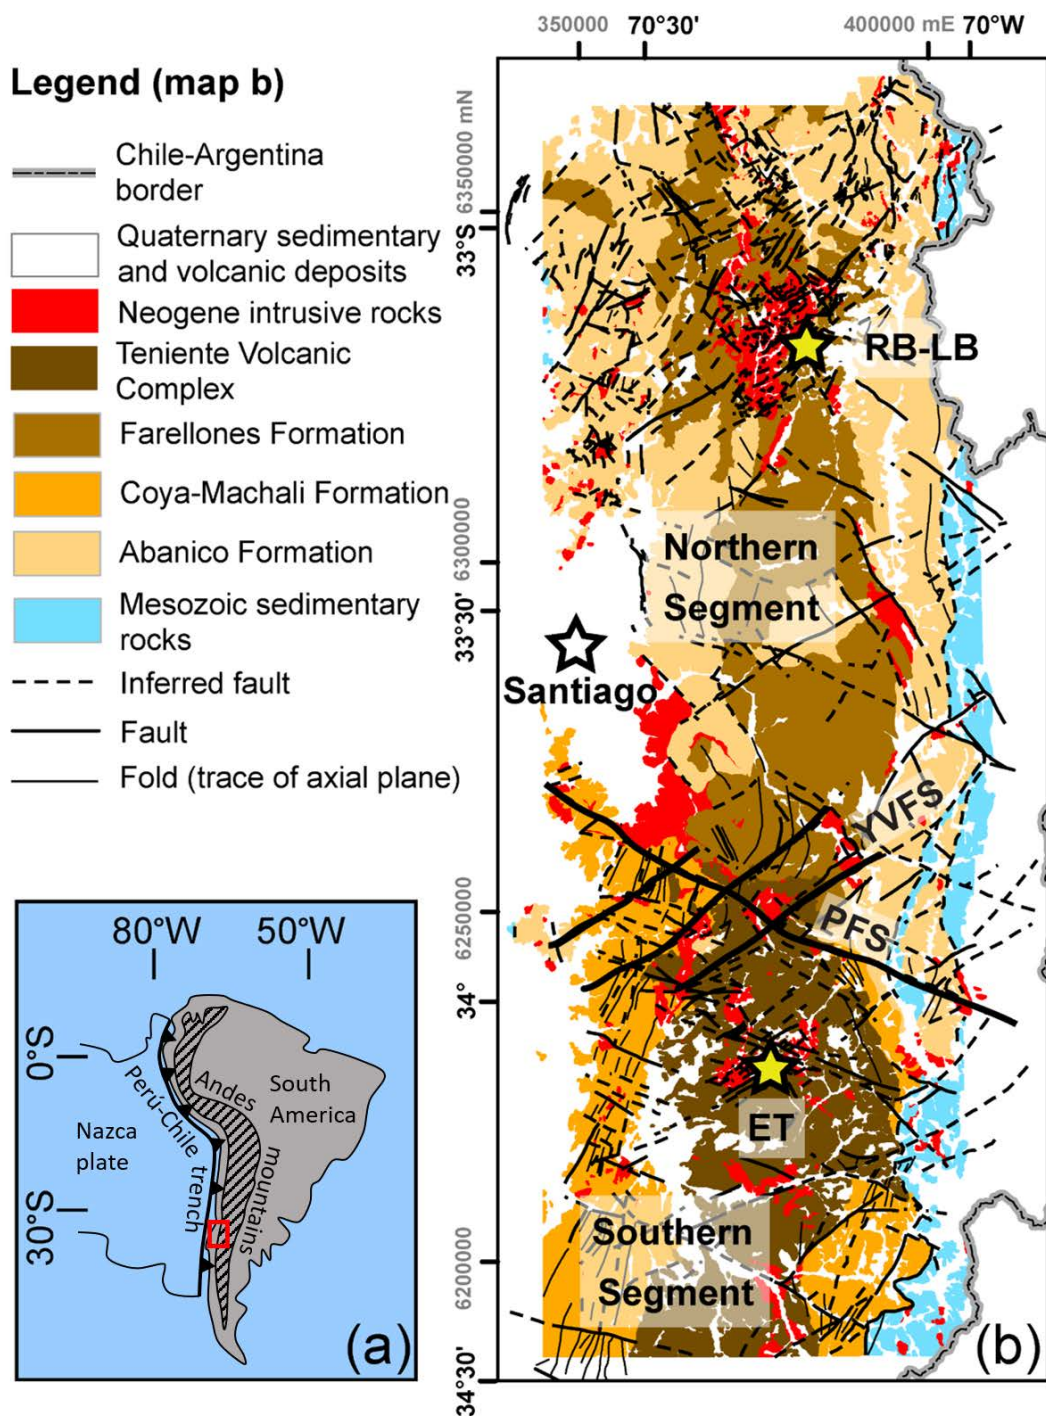 Legend (map b)
Chile-Argentina
border
Quaternary sedimentary
and volcanic deposits
Neogene intrusive rocks
Teniente Volcanic
Complex
Farellones Formation
Coya-Machali Formation
Abanico Formation
Mesozoic sedimentary
rocks
Inferred fault
Fault
Fold (trace of axial plane)
80°W 50°W
0°S
30°S
Nazca
plate
Perú-Chile trench
Andes
mountains
South
America
(a)
350000 70°30' 400000 mE 70°W
6350000 mN
33°S
6300000
33°30'
6250000
34°
6200000
34°30'
RB-LB
Northern
Segment
Santiago
YVFS
PFS
ET
Southern
Segment
(b)